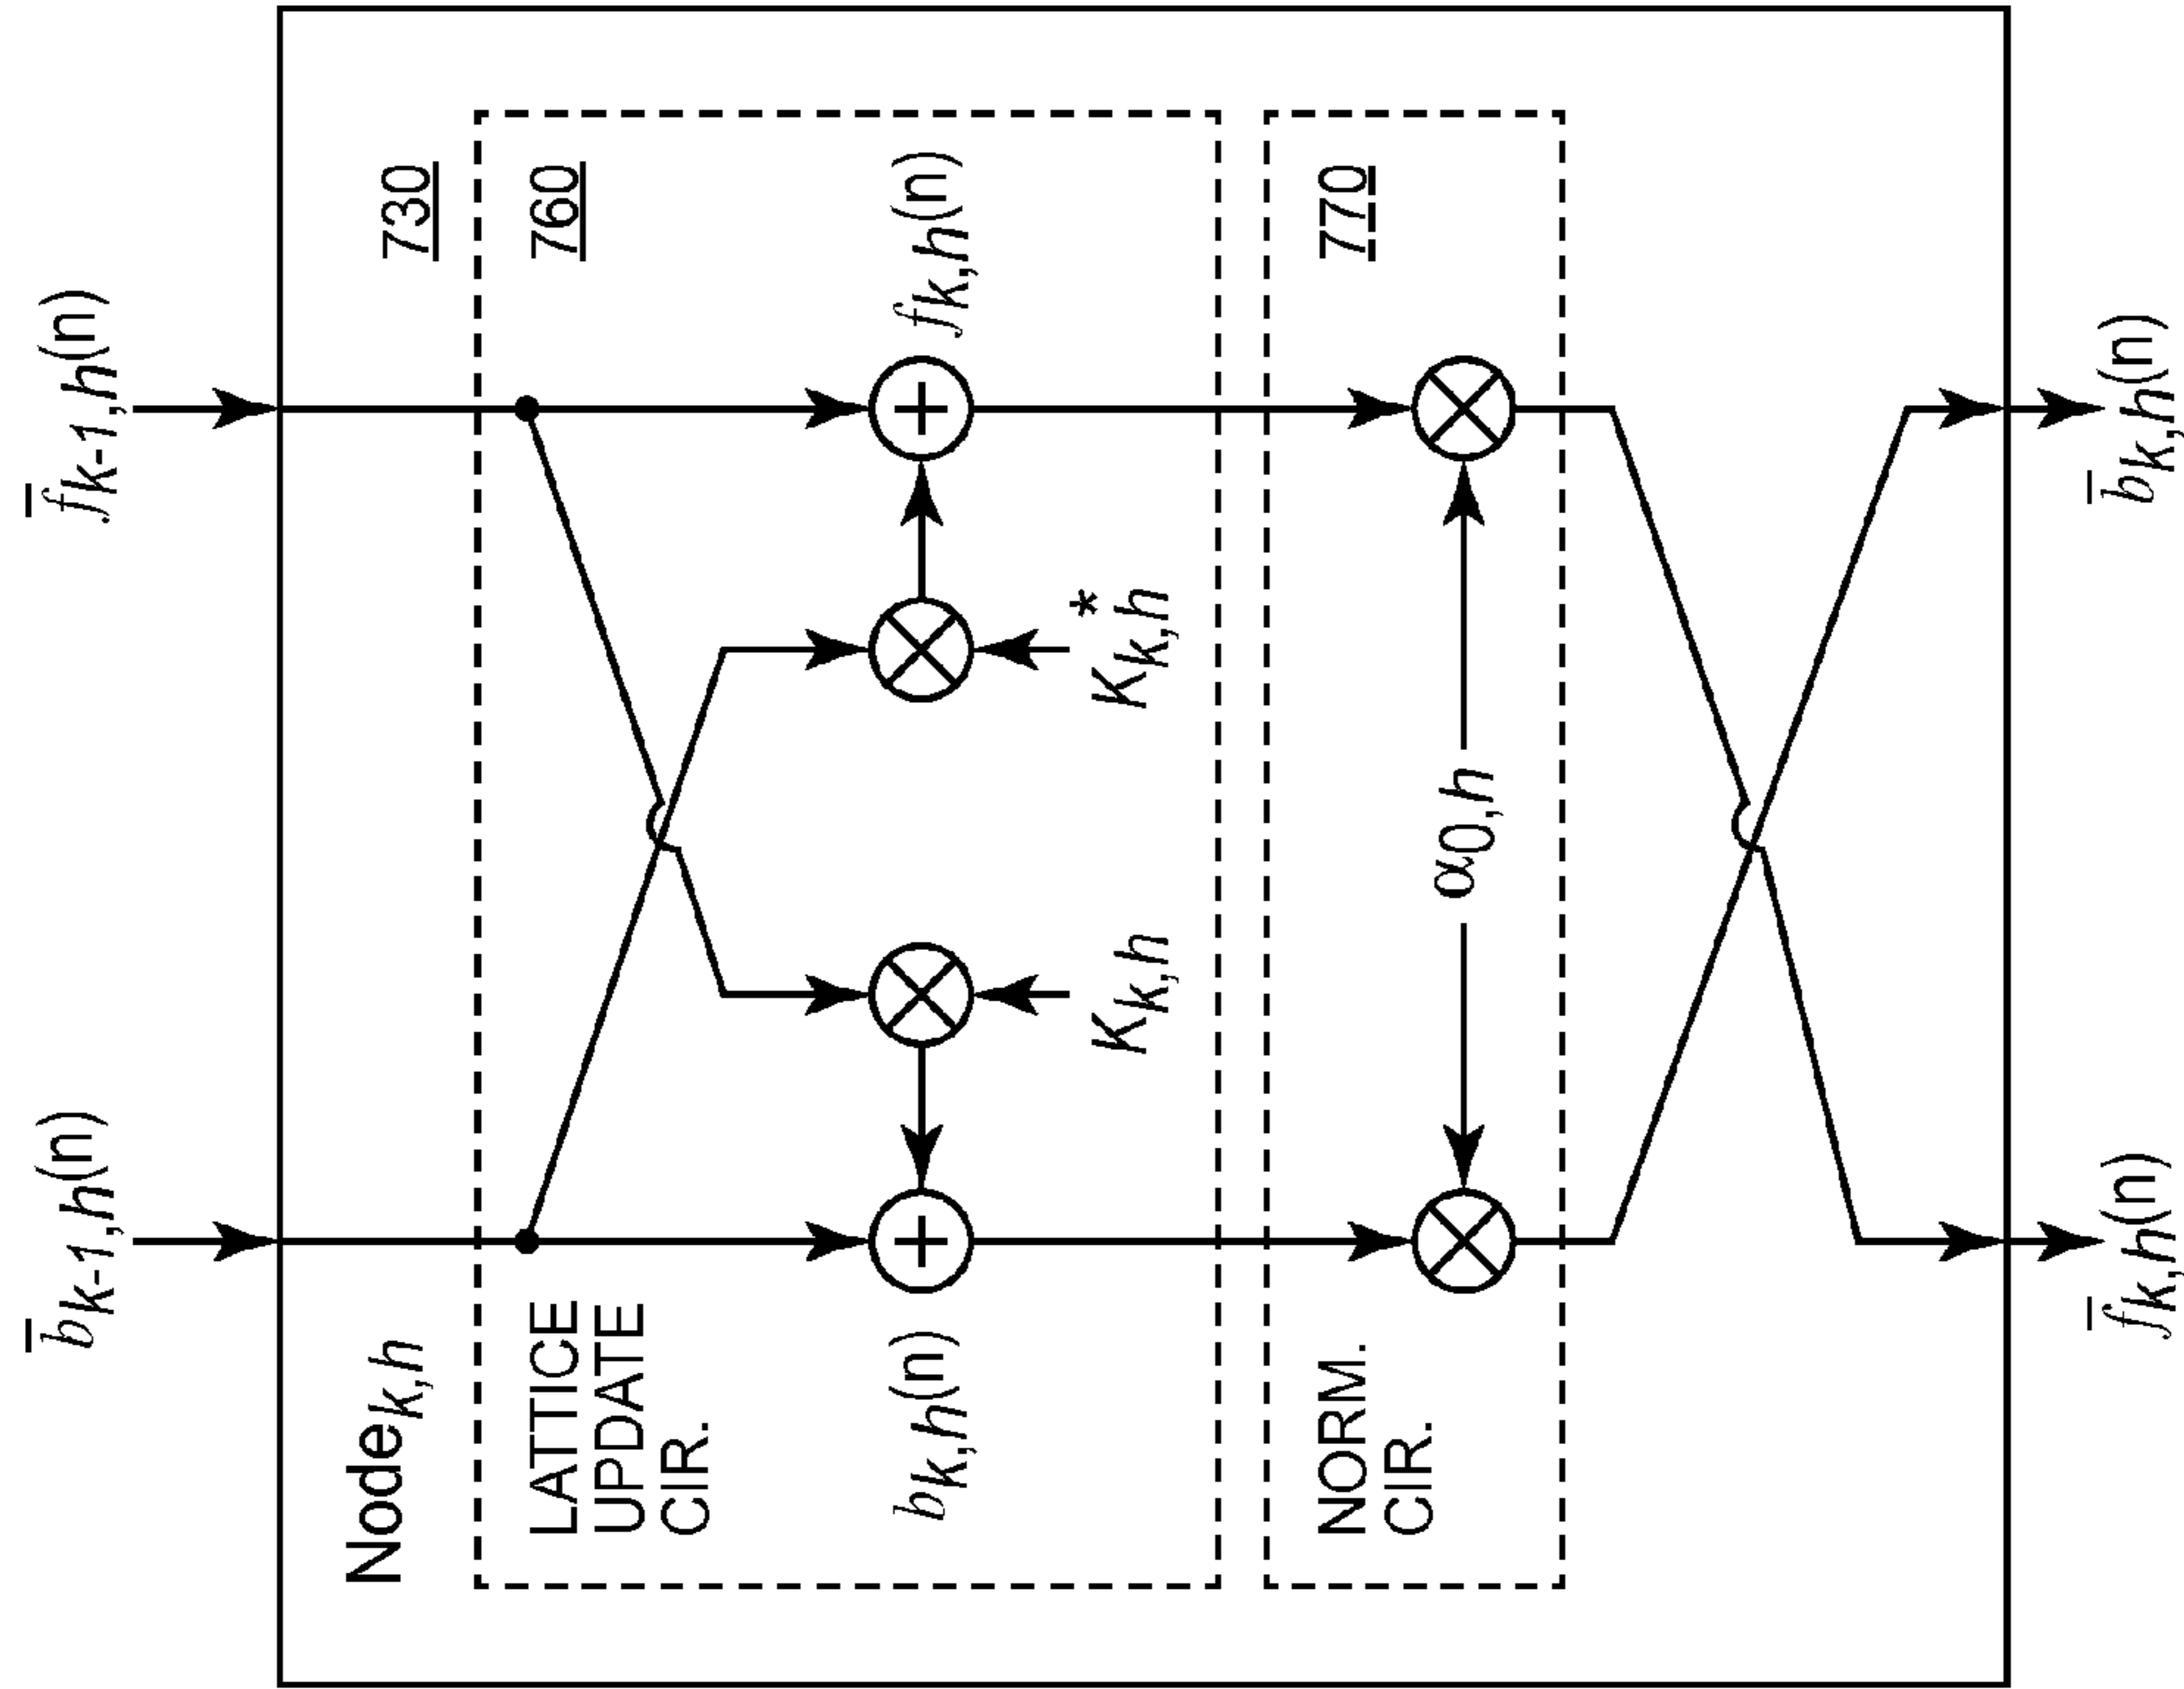 b̅k-1,h(n)
f̅k-1,h(n)
Nodek,h
730
LATTICE
UPDATE
CIR.
760
bk,h(n)
fk,h(n)
Kk,h
Kk,h*
NORM.
CIR.
770
α0,h
f̅k,h(n)
b̅k,h(n)